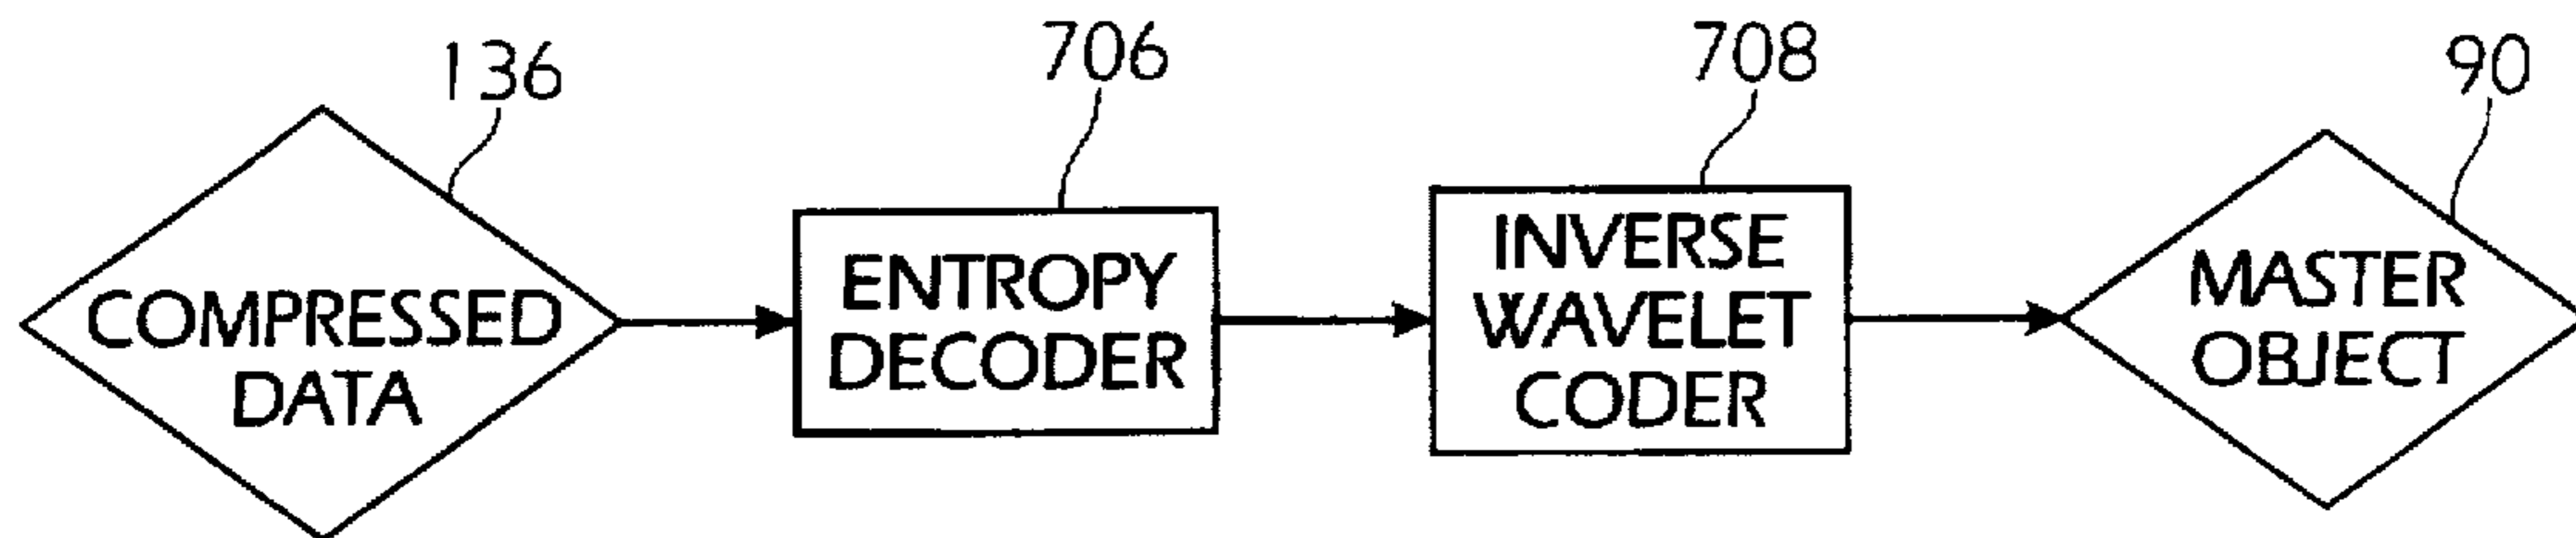 136
706
708
90
COMPRESSED
DATA
ENTROPY
DECODER
INVERSE
WAVELET
CODER
MASTER
OBJECT